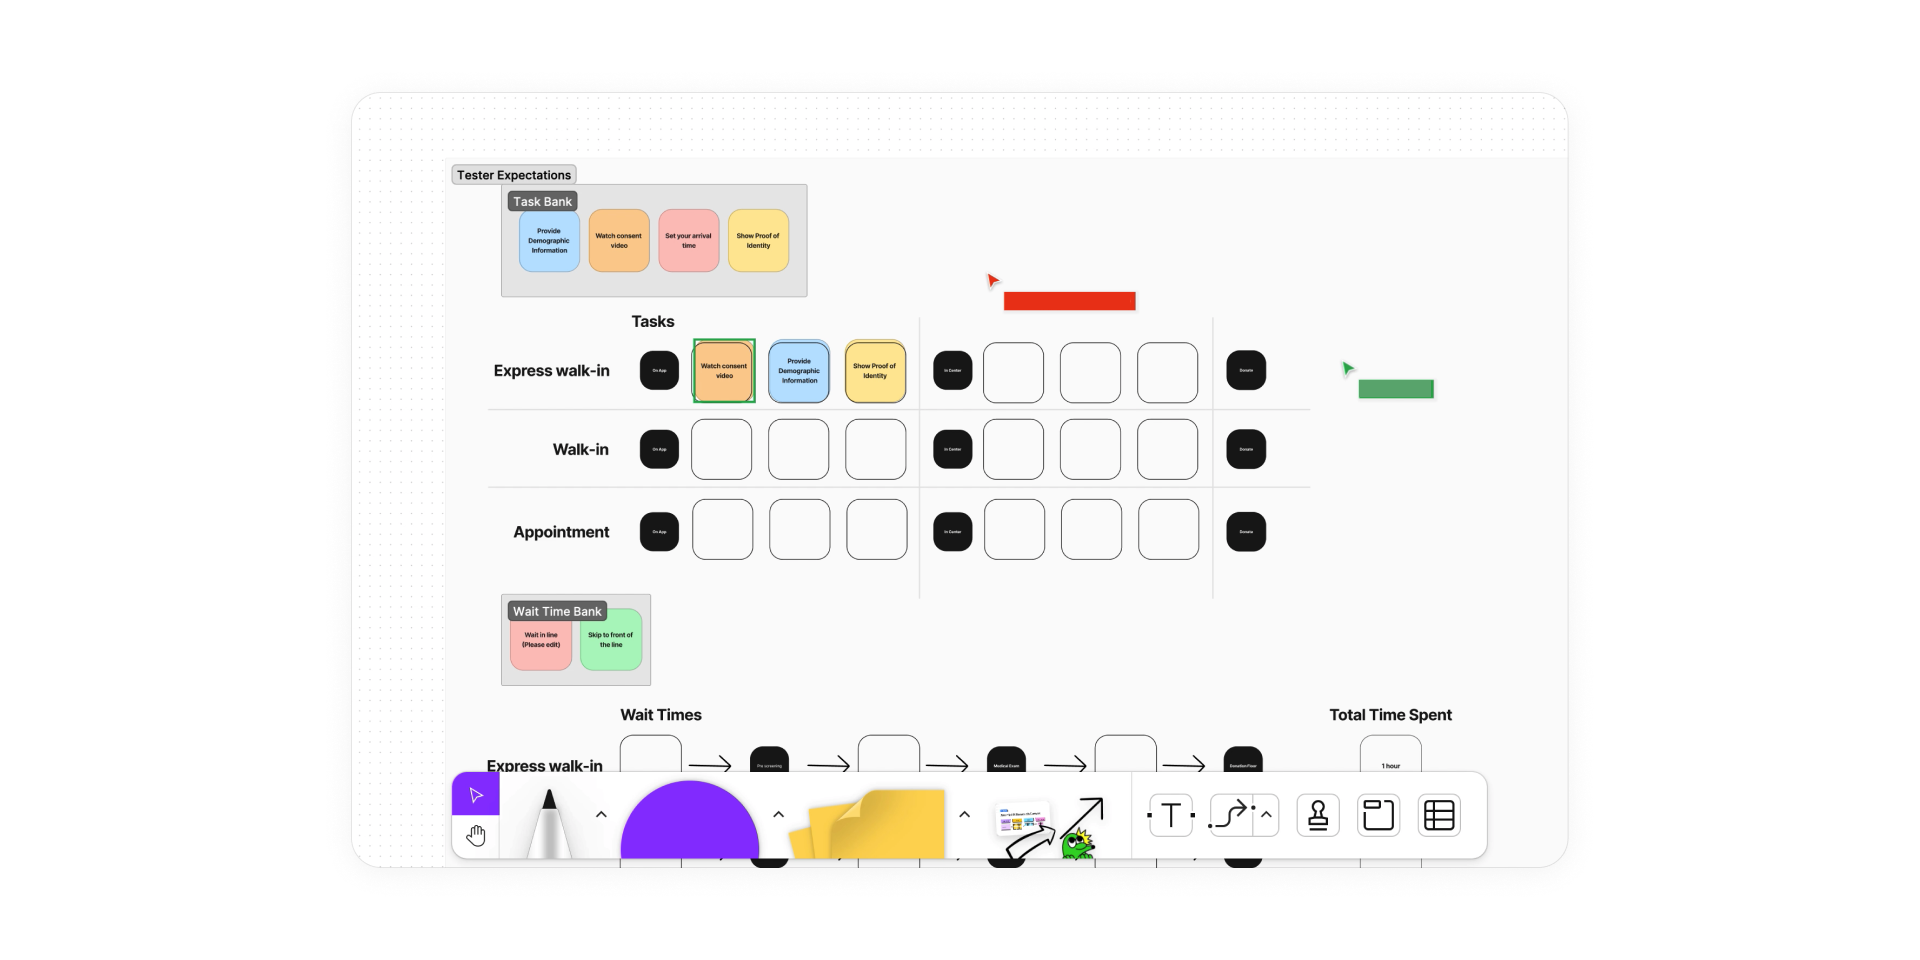 Tester Expectations
Task Bank
Provide
Demographic
Information
Watch consent
video
Set your arrival
time
Show Proof of
Identity
Tasks
Express walk-in
On App
Watch consent
video
Provide
Demographic
Information
Show Proof of
Identity
In Center
Donate
Walk-in
On App
In Center
Donate
Appointment
On App
In Center
Donate
Wait Time Bank
Wait in line
(Please edit)
Skip to front of
the line
Wait Times
Total Time Spent
Express walk-in
Pre screening
Medical Exam
Donation Floor
1 hour
T